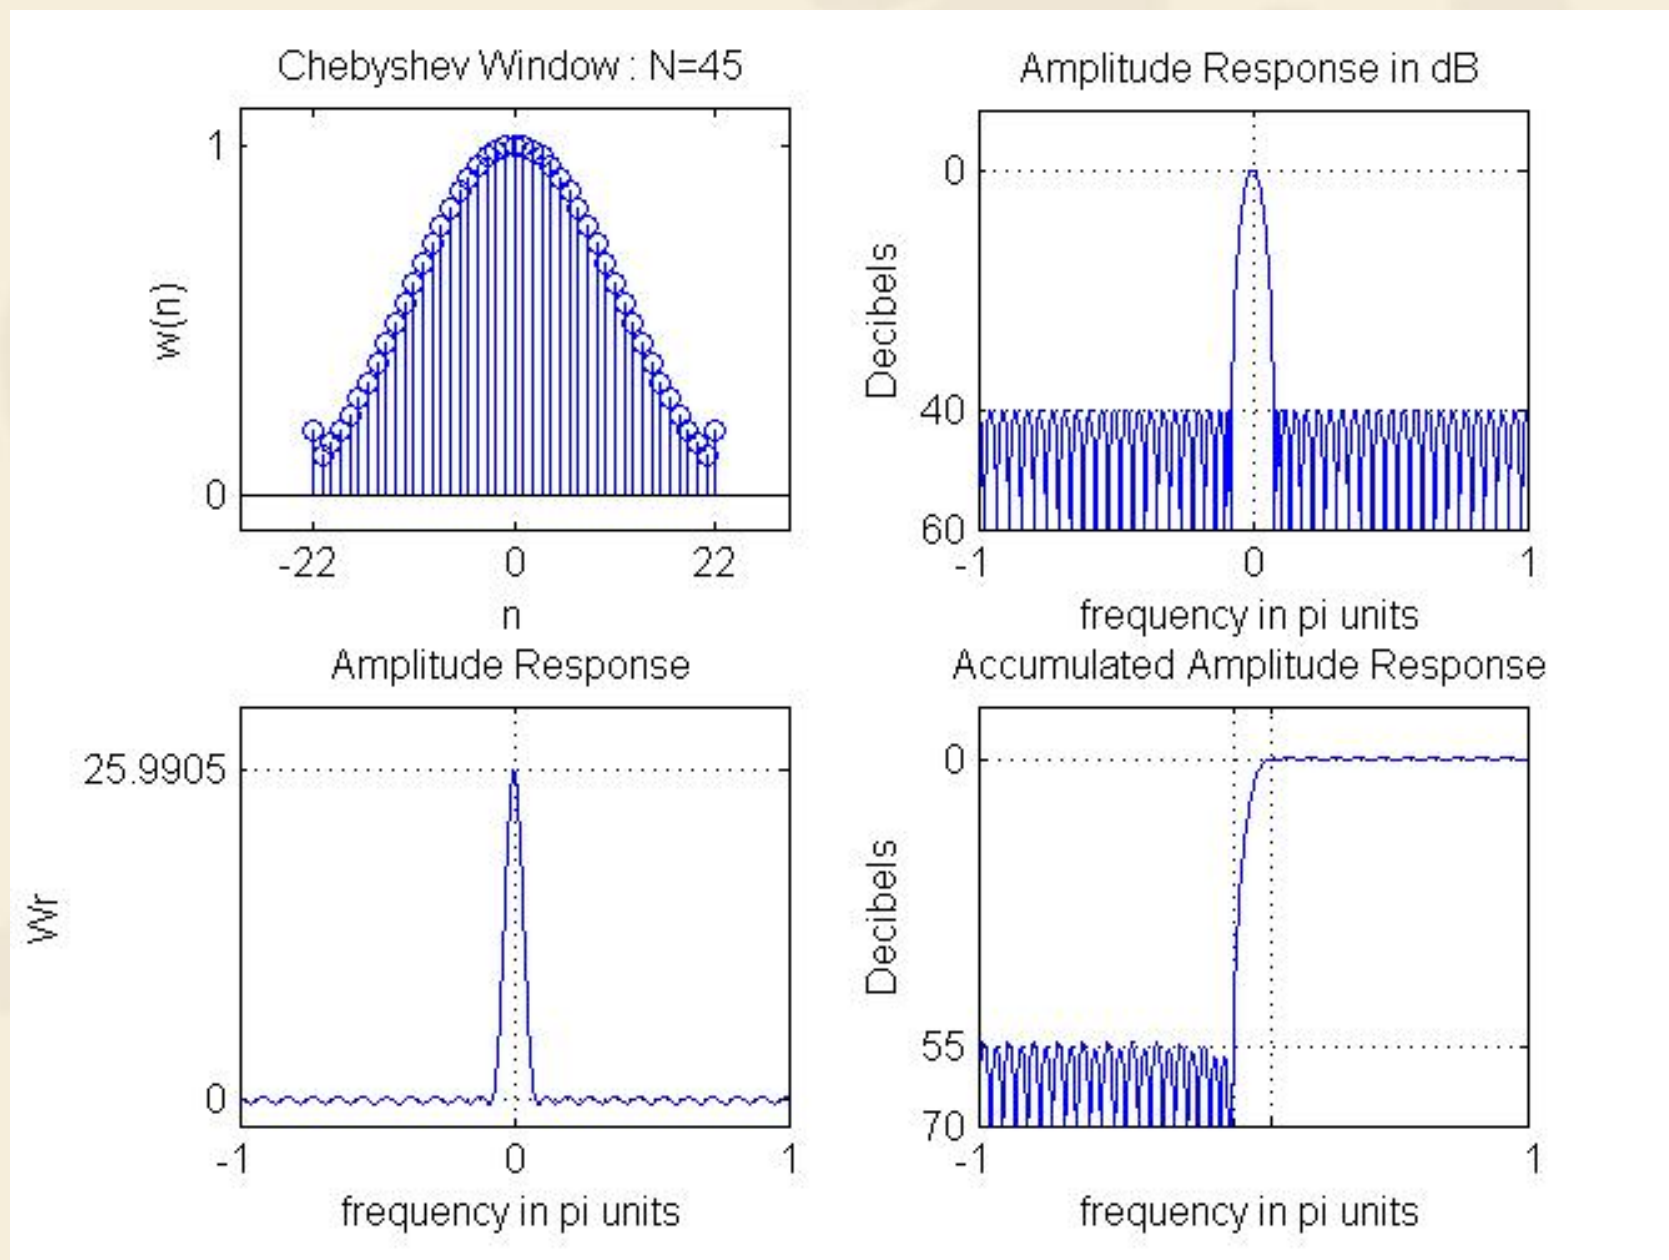 Chebyshev Window : N=45
1
w(n)
0
-22 0 22
n
Amplitude Response in dB
0
Decibels
40
60
-1 0 1
frequency in pi units
Amplitude Response
25.9905
Wr
0
-1 0 1
frequency in pi units
Accumulated Amplitude Response
0
Decibels
55
70
-1 1
frequency in pi units